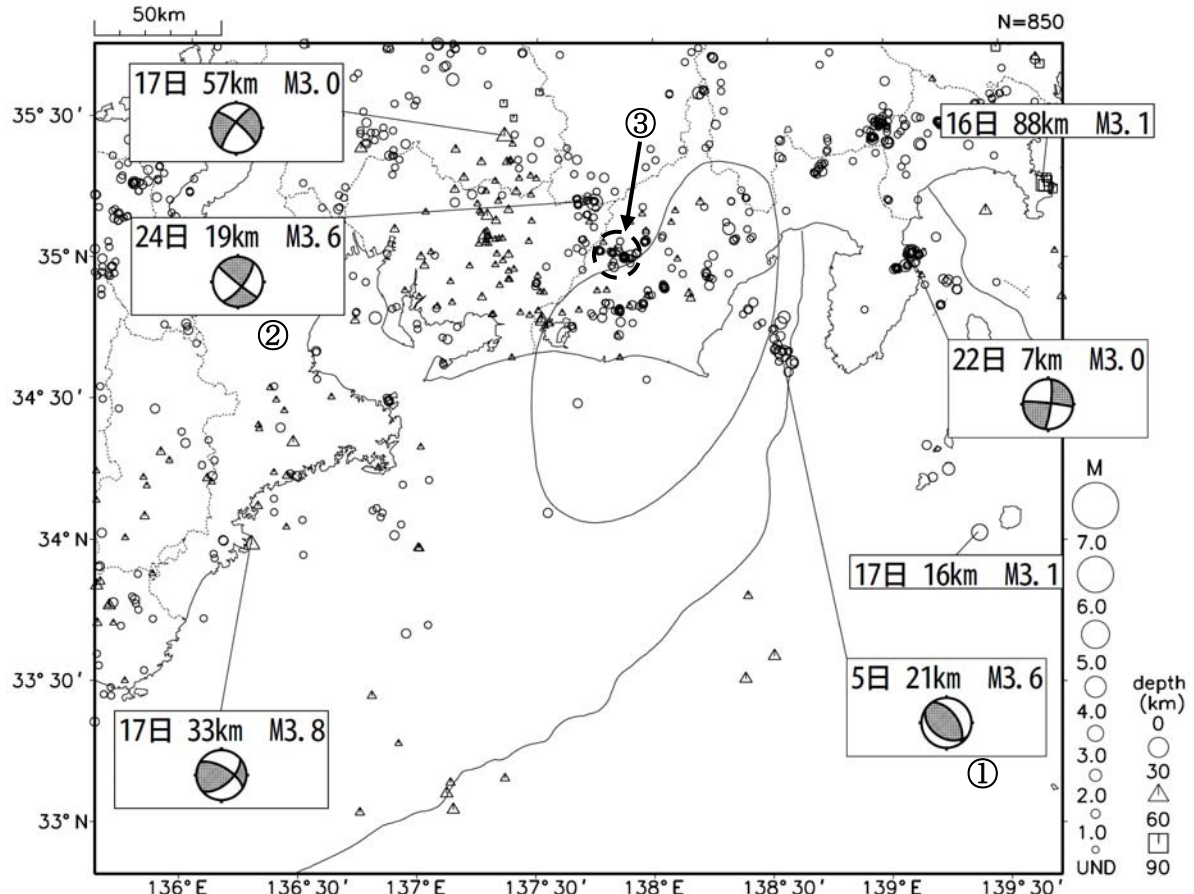 50km
N=850
17日 57km M3.0
35°30′
③
16日 88km M3.1
24日 19km M3.6
②
35°N
34°30′
22日 7km M3.0
M
7.0
6.0
5.0
4.0
3.0
2.0
1.0
UND
34°N
17日 16km M3.1
33°30′
5日 21km M3.6
①
depth
(km)
0
30
60
90
17日 33km M3.8
33°N
136°E
136°30′
137°E
137°30′
138°E
138°30′
139°E
139°30′